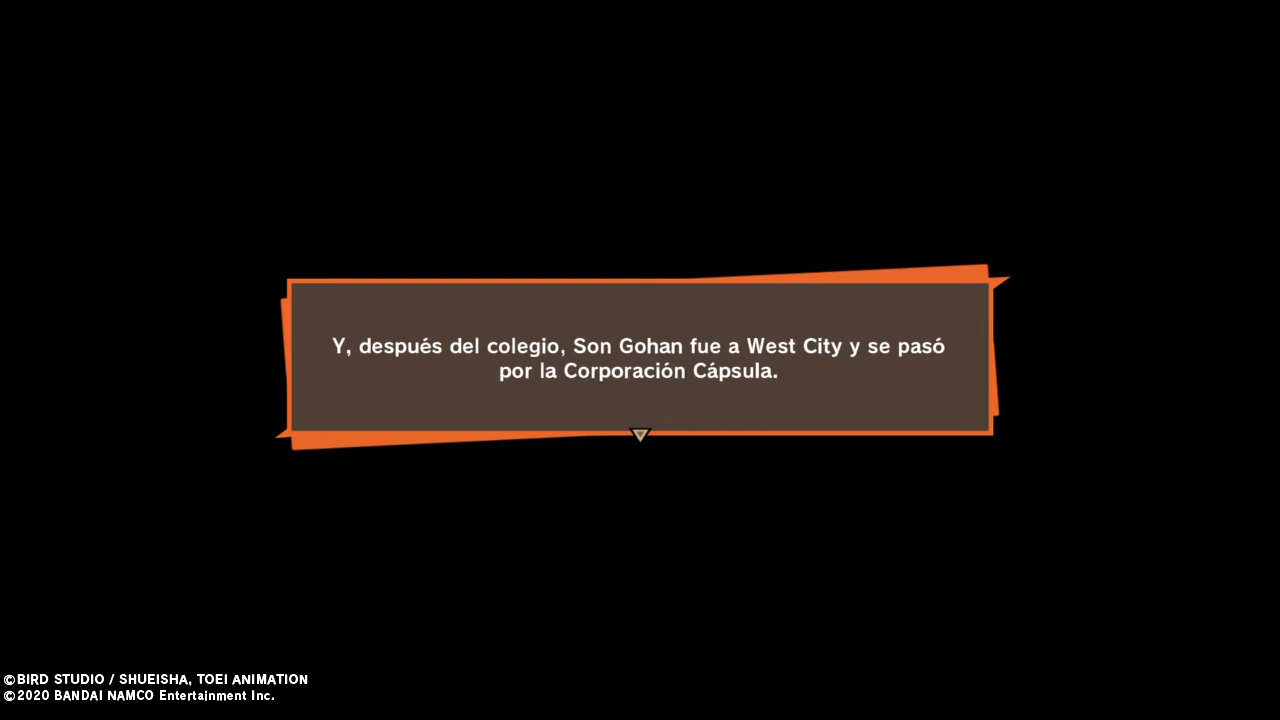 Y, después del colegio, Son Gohan fue a West City y se pasó
por la Corporación Cápsula.
©BIRD STUDIO / SHUEISHA, TOEI ANIMATION
©2020 BANDAI NAMCO Entertainment Inc.